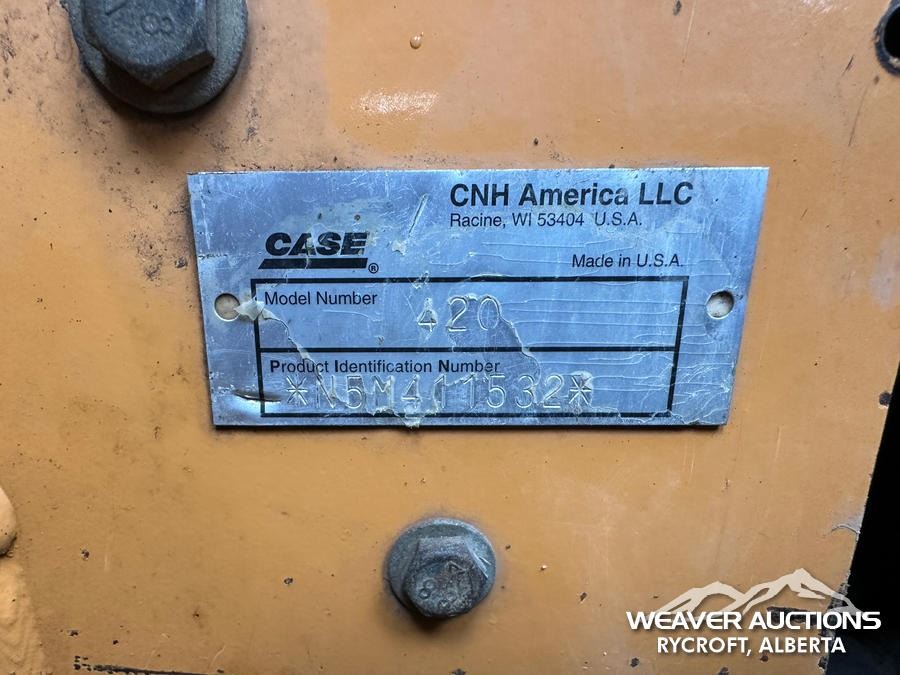 CNH America LLC
Racine, WI 53404 U.S.A.
CASE®
Made in U.S.A.
Model Number
420
Product Identification Number
*N5M411532*
8
WEAVER AUCTIONS
RYCROFT, ALBERTA